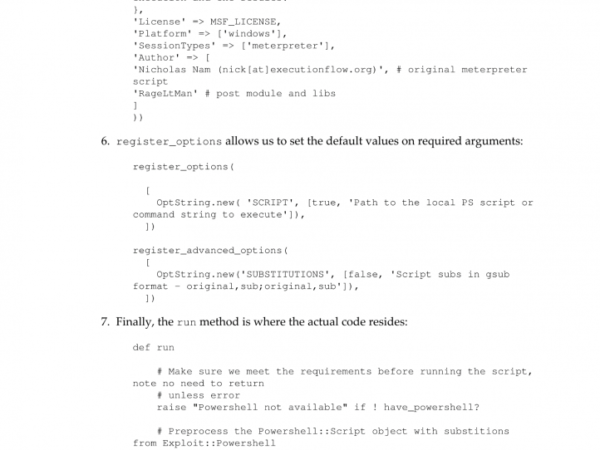 execution and the results.
},
'License' => MSF_LICENSE,
'Platform' => ['windows'],
'SessionTypes' => ['meterpreter'],
'Author' => [
'Nicholas Nam (nick[at]executionflow.org)', # original meterpreter
script
'RageLtMan' # post module and libs
]
))
6. register_options allows us to set the default values on required arguments:
register_options(
[
OptString.new( 'SCRIPT', [true, 'Path to the local PS script or
command string to execute']),
])
register_advanced_options(
[
OptString.new('SUBSTITUTIONS', [false, 'Script subs in gsub
format - original,sub;original,sub']),
])
7. Finally, the run method is where the actual code resides:
def run
# Make sure we meet the requirements before running the script,
note no need to return
# unless error
raise "Powershell not available" if ! have_powershell?
# Preprocess the Powershell::Script object with substitions
from Exploit::Powershell